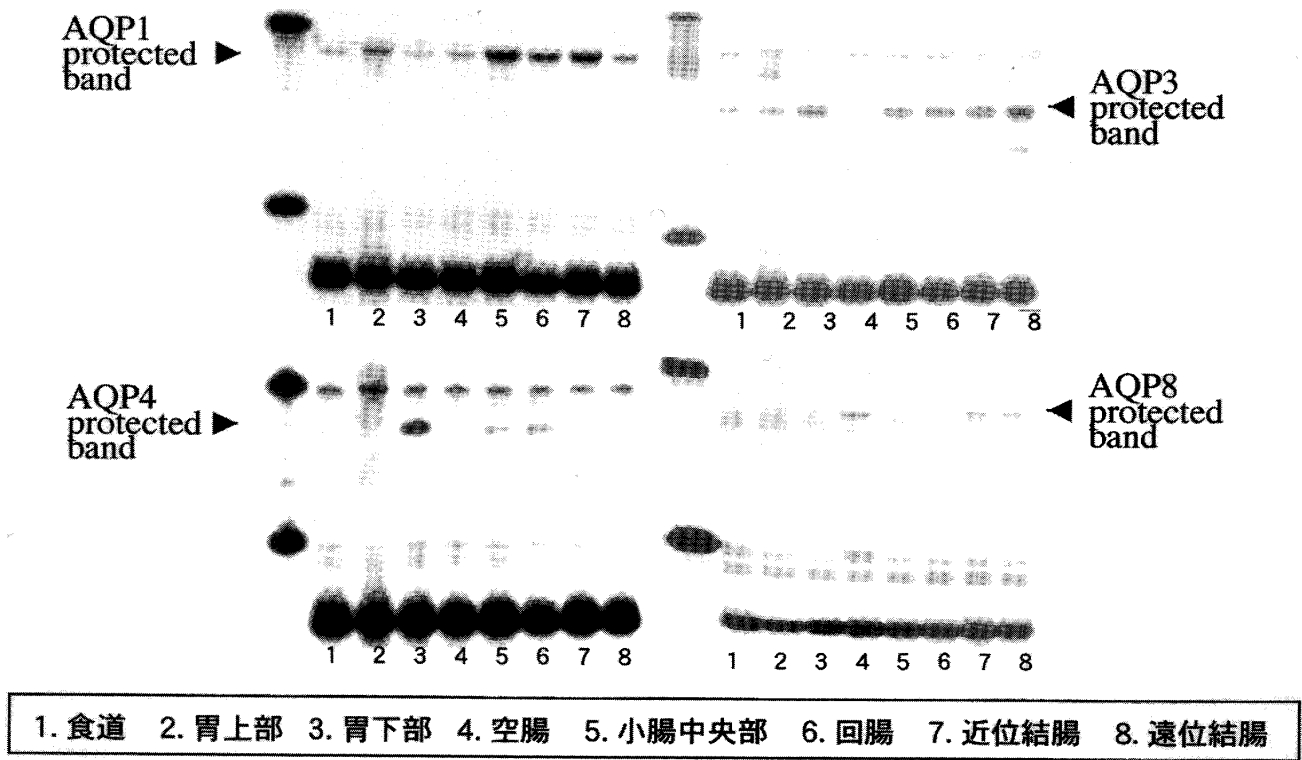 AQP1
protected
band
AQP3
protected
band
1 2 3 4 5 6 7 8
1 2 3 4 5 6 7 8
AQP4
protected
band
AQP8
protected
band
1 2 3 4 5 6 7 8
1 2 3 4 5 6 7 8
1. 食道 2. 胃上部 3. 胃下部 4. 空腸 5. 小腸中央部 6. 回腸 7. 近位結腸 8. 遠位結腸